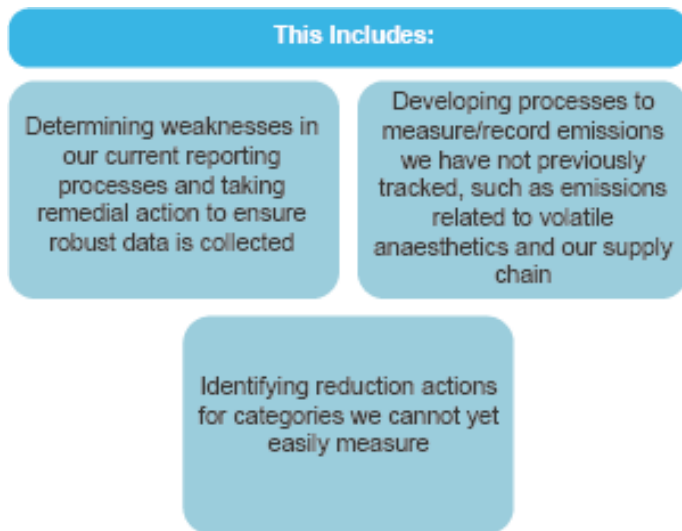 This Includes:
Determining weaknesses in
our current reporting
processes and taking
remedial action to ensure
robust data is collected
Developing processes to
measure/record emissions
we have not previously
tracked, such as emissions
related to volatile
anaesthetics and our supply
chain
Identifying reduction actions
for categories we cannot yet
easily measure